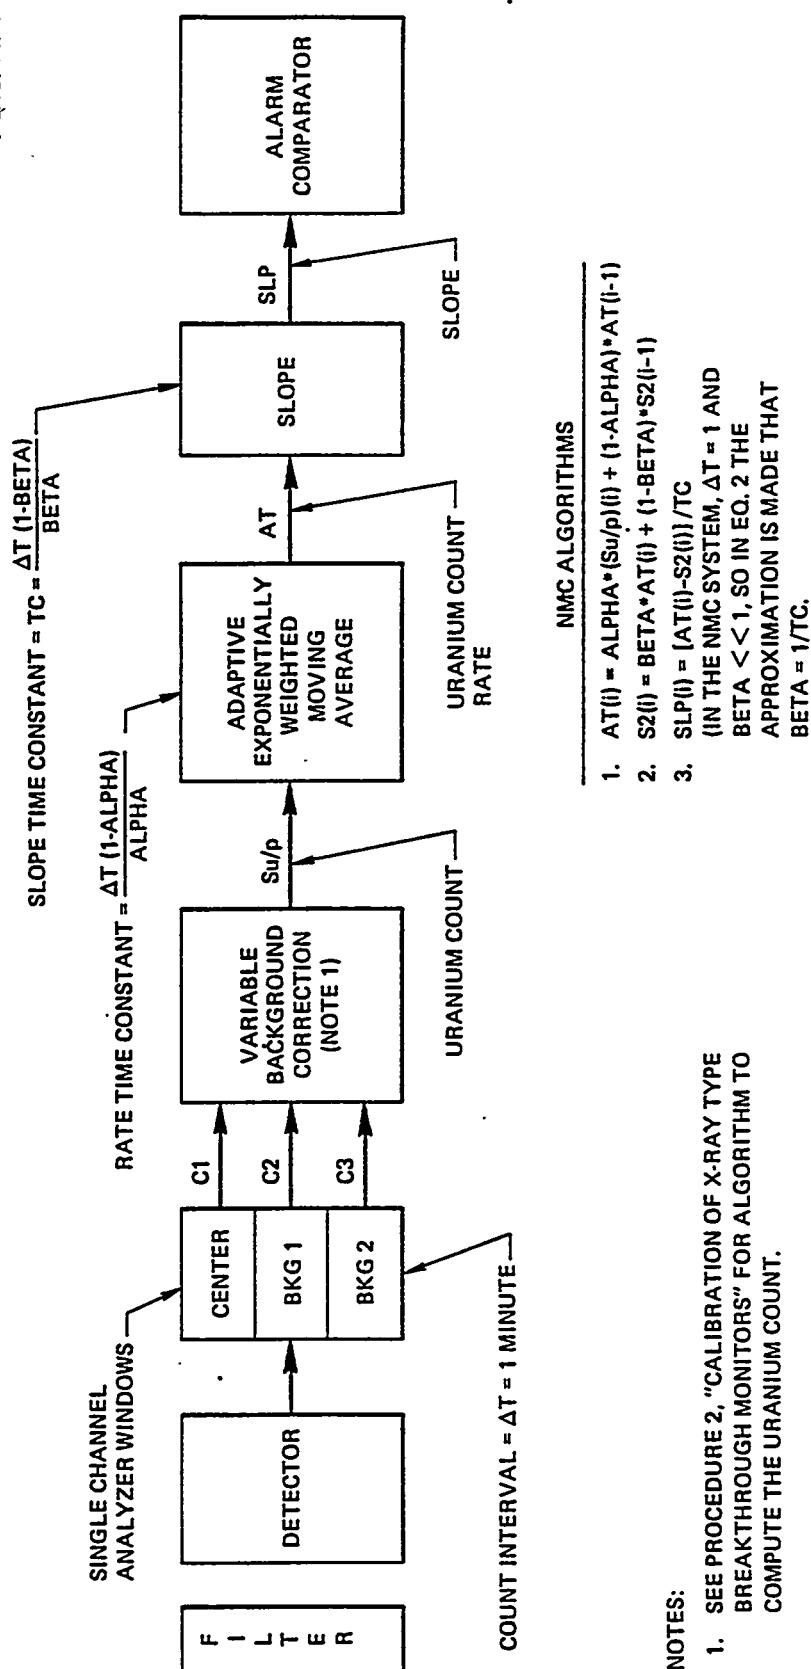 SLOPE TIME CONSTANT = TC = ΔT (1-BETA)
BETA
RATE TIME CONSTANT = ΔT (1-ALPHA)
ALPHA
SINGLE CHANNEL
ANALYZER WINDOWS
F
I
L
T
E
R
DETECTOR
CENTER
BKG 1
BKG 2
C1
C2
C3
VARIABLE
BACKGROUND
CORRECTION
(NOTE 1)
Su/p
ADAPTIVE
EXPONENTIALLY
WEIGHTED
MOVING
AVERAGE
AT
SLOPE
SLP
ALARM
COMPARATOR
COUNT INTERVAL = ΔT = 1 MINUTE
URANIUM COUNT
URANIUM COUNT
RATE
SLOPE
NMC ALGORITHMS
1. AT(i) = ALPHA*(Su/p)(i) + (1-ALPHA)*AT(i-1)
2. S2(i) = BETA*AT(i) + (1-BETA)*S2(i-1)
3. SLP(i) = [AT(i)-S2(i)]/TC
(IN THE NMC SYSTEM, ΔT = 1 AND
BETA << 1, SO IN EQ. 2 THE
APPROXIMATION IS MADE THAT
BETA = 1/TC.
NOTES:
1. SEE PROCEDURE 2, "CALIBRATION OF X-RAY TYPE
BREAKTHROUGH MONITORS" FOR ALGORITHM TO
COMPUTE THE URANIUM COUNT.